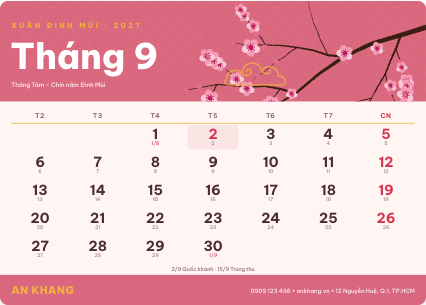 XUÂN ĐINH MÙI · 2027
Tháng 9
Tháng Tám – Chín năm Đinh Mùi
T2 T3 T4 T5 T6 T7 CN
1 2 3 4 5
1/8 2 3 4 5
6 7 8 9 10 11 12
6 7 8 9 10 11 12
13 14 15 16 17 18 19
13 14 15 16 17 18 19
20 21 22 23 24 25 26
20 21 22 23 24 25 26
27 28 29 30
27 28 29 1/9
2/9 Quốc khánh · 15/9 Trung thu
AN KHANG
0909 123 456 • ankhang.vn • 12 Nguyễn Huệ, Q.1, TP.HCM